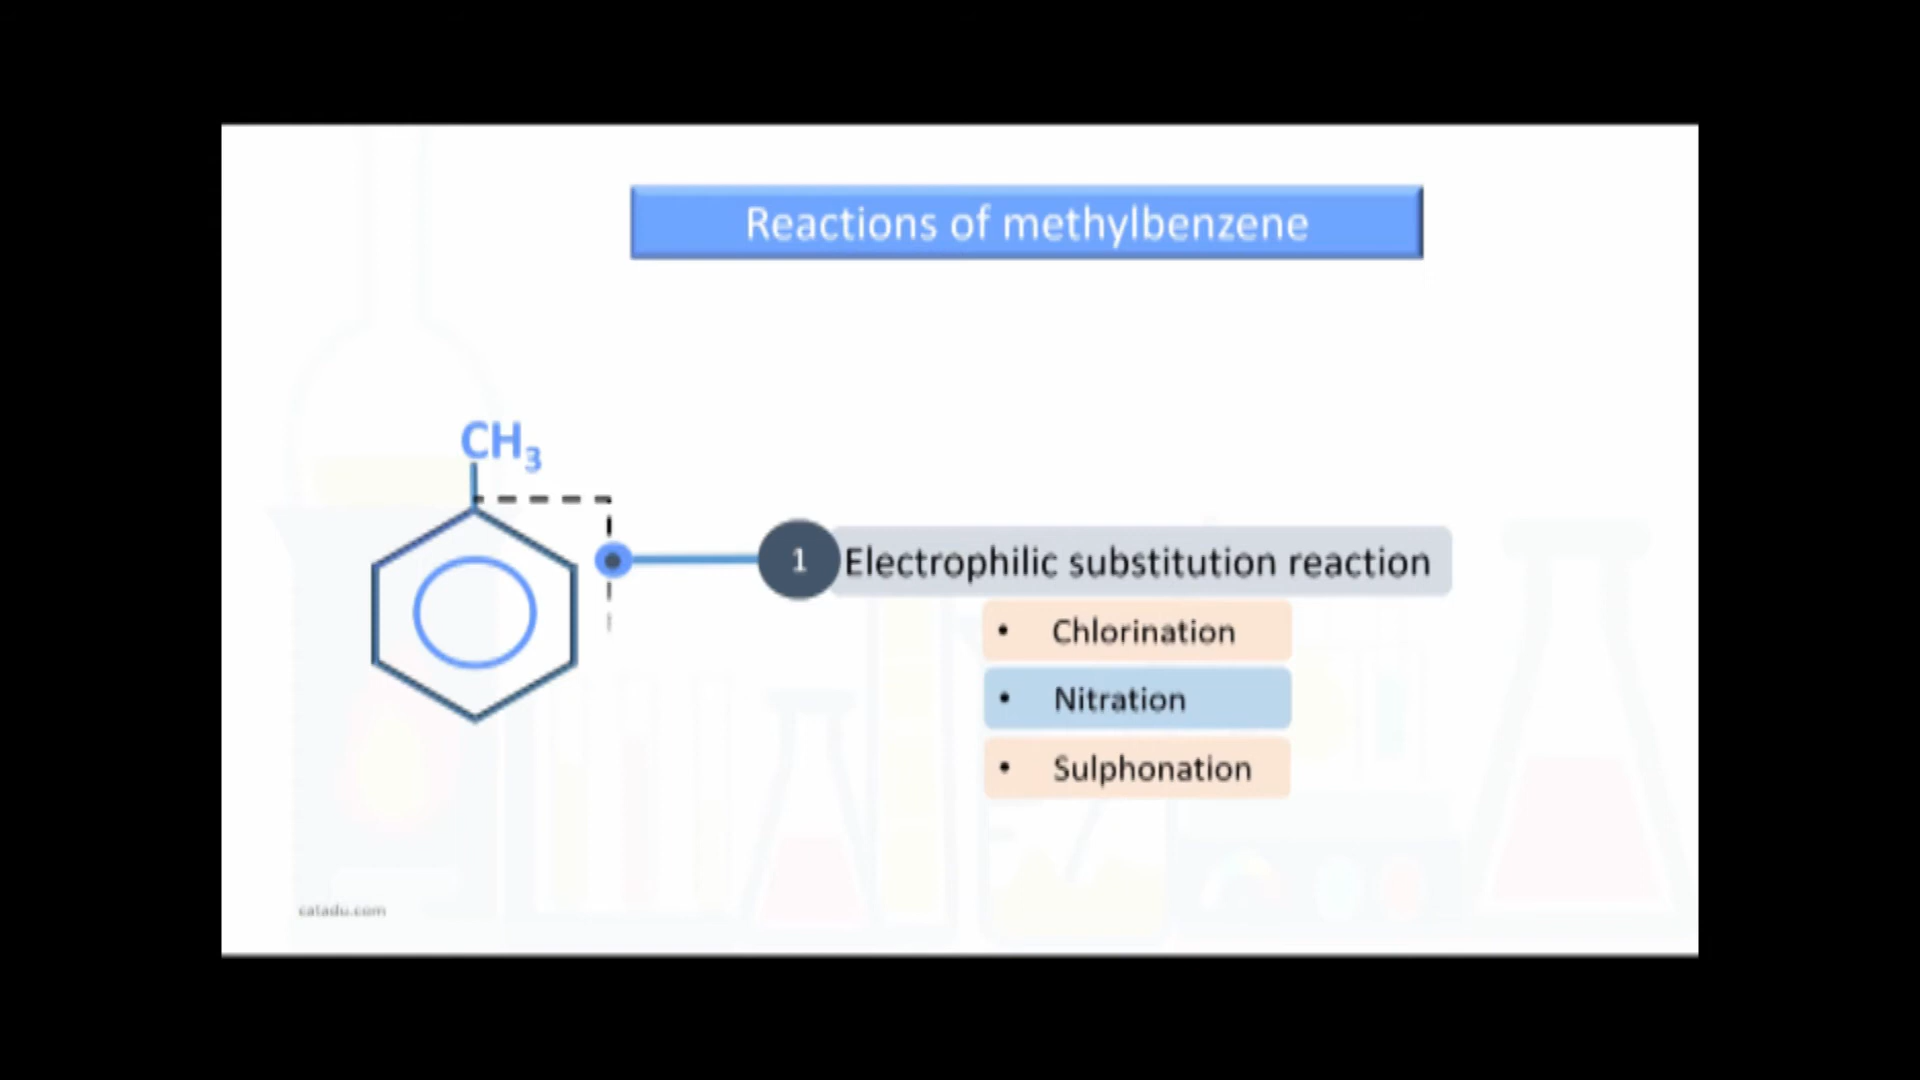 Reactions of methylbenzene
CH₃
1 Electrophilic substitution reaction
• Chlorination
• Nitration
• Sulphonation
catadu.com